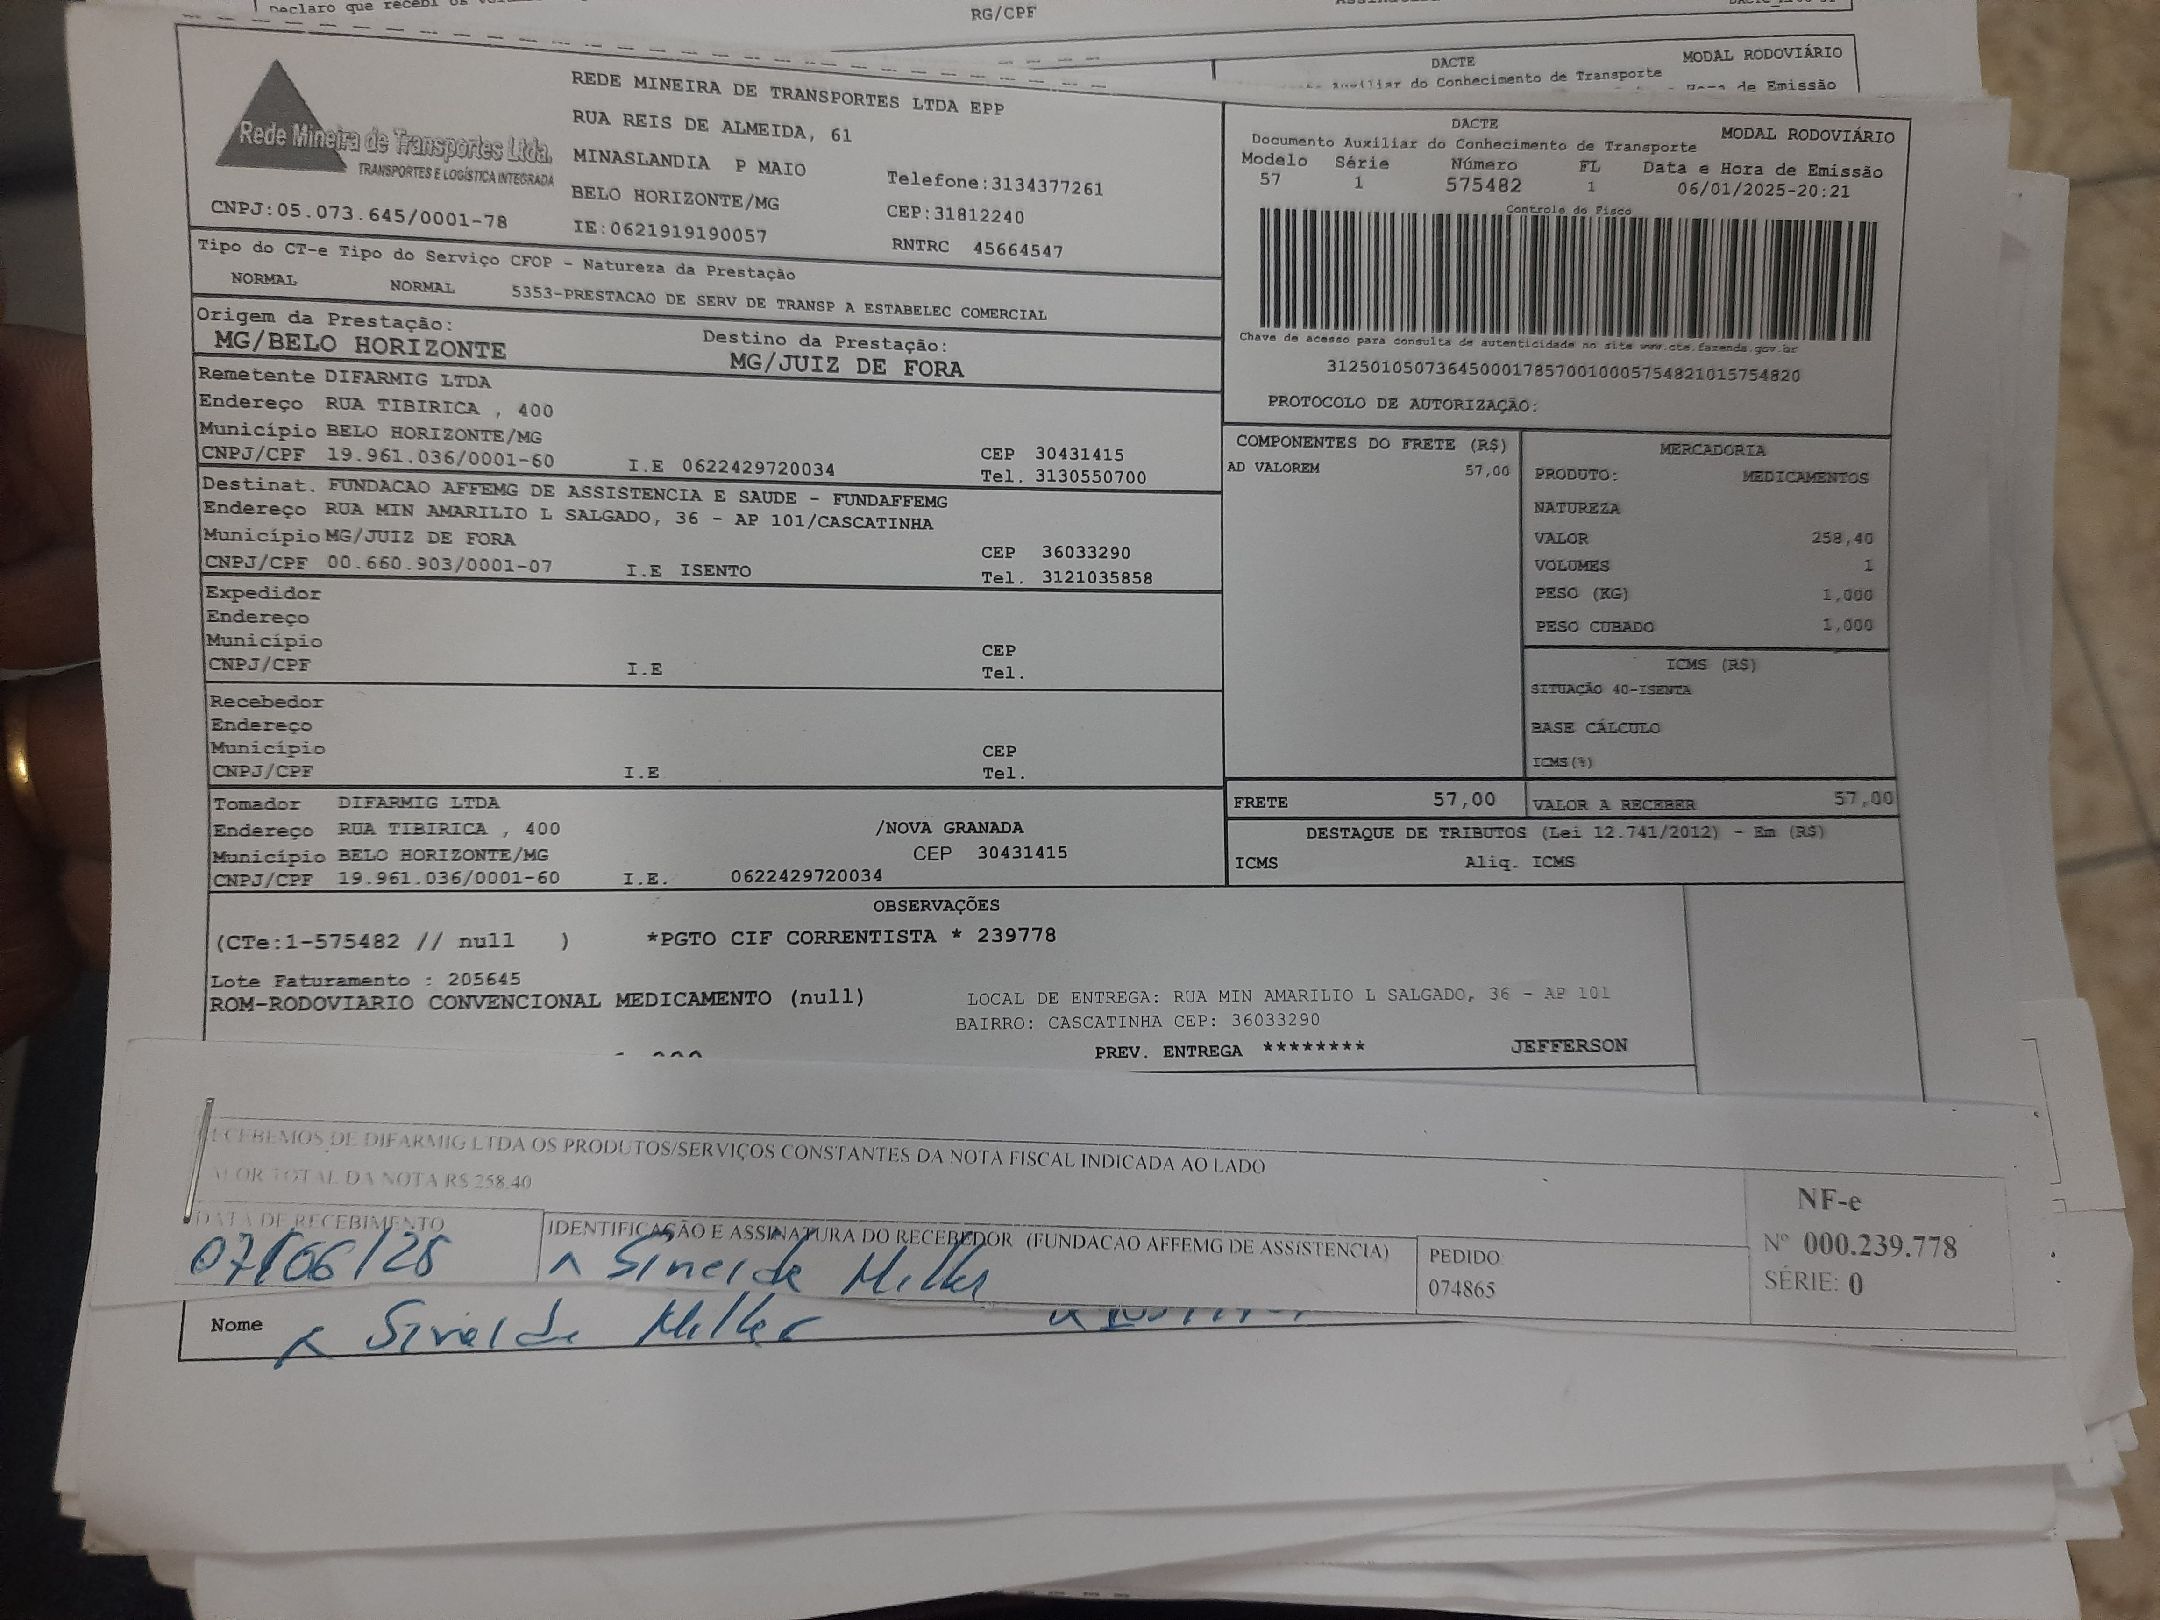 RG/CPF
DACTE
MODAL RODOVIÁRIO
do Conhecimento de Transporte
de Emissão
Rede Mineira de Transportes Ltda.
TRANSPORTES E LOGÍSTICA INTEGRADA
CNPJ:05.073.645/0001-78
REDE MINEIRA DE TRANSPORTES LTDA EPP
RUA REIS DE ALMEIDA, 61
MINASLANDIA P MAIO
BELO HORIZONTE/MG
IE:0621919190057
Telefone:3134377261
CEP:31812240
RNTRC 45664547
DACTE
MODAL RODOVIÁRIO
Documento Auxiliar do Conhecimento de Transporte
Modelo Série Número FL Data e Hora de Emissão
57 1 575482 1 06/01/2025-20:21
Controle do Fisco
Chave de acesso para consulta de autenticidade no site www.cte.fazenda.gov.br
31250105073645000178570010005754821015754820
PROTOCOLO DE AUTORIZAÇÃO:
Tipo do CT-e Tipo do Serviço CFOP - Natureza da Prestação
NORMAL NORMAL 5353-PRESTACAO DE SERV DE TRANSP A ESTABELEC COMERCIAL
Origem da Prestação: Destino da Prestação:
MG/BELO HORIZONTE MG/JUIZ DE FORA
Remetente DIFARMIG LTDA
Endereço RUA TIBIRICA , 400
Município BELO HORIZONTE/MG CEP 30431415
CNPJ/CPF 19.961.036/0001-60 I.E 0622429720034 Tel. 3130550700
Destinat. FUNDACAO AFFEMG DE ASSISTENCIA E SAUDE - FUNDAFFEMG
Endereço RUA MIN AMARILIO L SALGADO, 36 - AP 101/CASCATINHA
Município MG/JUIZ DE FORA CEP 36033290
CNPJ/CPF 00.660.903/0001-07 I.E ISENTO Tel. 3121035858
Expedidor
Endereço
Município CEP
CNPJ/CPF I.E Tel.
Recebedor
Endereço
Município CEP
CNPJ/CPF I.E Tel.
Tomador DIFARMIG LTDA
Endereço RUA TIBIRICA , 400 /NOVA GRANADA
Município BELO HORIZONTE/MG CEP 30431415
CNPJ/CPF 19.961.036/0001-60 I.E. 0622429720034
COMPONENTES DO FRETE (R$)
AD VALOREM 57,00
MERCADORIA
PRODUTO: MEDICAMENTOS
NATUREZA
VALOR 258,40
VOLUMES 1
PESO (KG) 1,000
PESO CUBADO 1,000
ICMS (R$)
SITUAÇÃO 40-ISENTA
BASE CÁLCULO
ICMS(%)
FRETE 57,00 VALOR A RECEBER 57,00
DESTAQUE DE TRIBUTOS (Lei 12.741/2012) - Em (R$)
ICMS Aliq. ICMS
OBSERVAÇÕES
(CTe:1-575482 // null ) *PGTO CIF CORRENTISTA * 239778
Lote Faturamento : 205645
ROM-RODOVIARIO CONVENCIONAL MEDICAMENTO (null)
LOCAL DE ENTREGA: RUA MIN AMARILIO L SALGADO, 36 - AP 101
BAIRRO: CASCATINHA CEP: 36033290
PREV. ENTREGA ******** JEFFERSON
RECEBEMOS DE DIFARMIG LTDA OS PRODUTOS/SERVIÇOS CONSTANTES DA NOTA FISCAL INDICADA AO LADO
VALOR TOTAL DA NOTA R$ 258,40
DATA DE RECEBIMENTO IDENTIFICAÇÃO E ASSINATURA DO RECEBEDOR (FUNDACAO AFFEMG DE ASSISTENCIA)
07/06/25 Sineide Miller
PEDIDO
074865
NF-e
Nº 000.239.778
SÉRIE: 0
Nome Sineide Miller